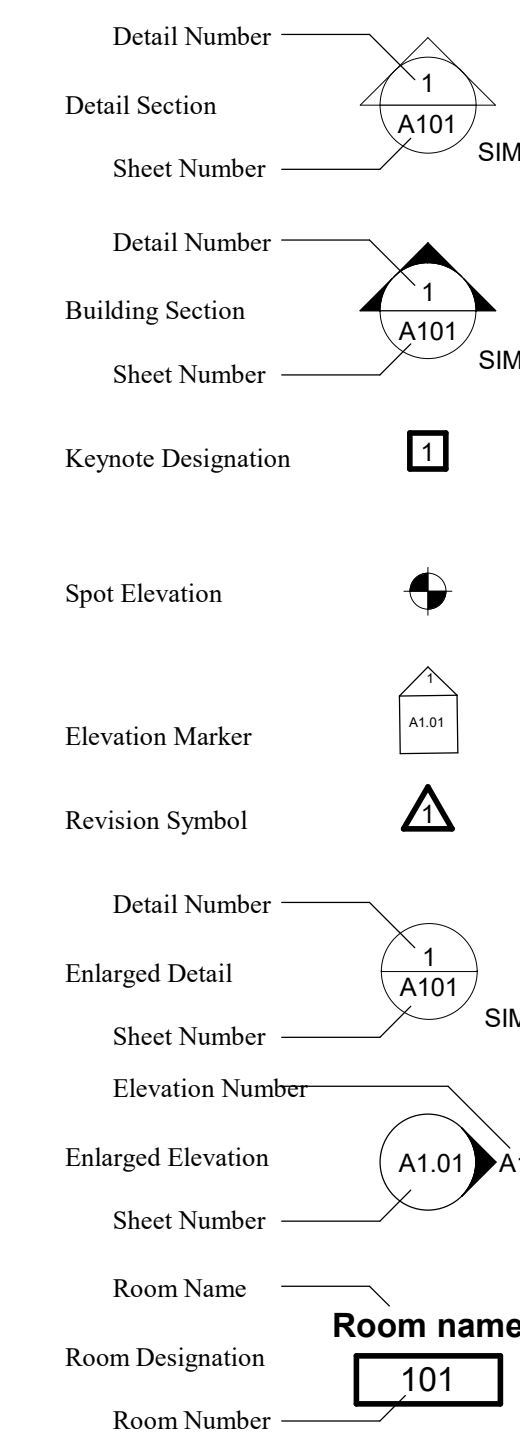 Detail Number
1
Detail Section
A101
SIM
Sheet Number
Detail Number
1
Building Section
A101
SIM
Sheet Number
Keynote Designation
1
Spot Elevation
1
A1.01
Elevation Marker
Revision Symbol
1
Detail Number
1
Enlarged Detail
A101
SIM
Sheet Number
Elevation Number
Enlarged Elevation
A1.01
A1
Sheet Number
Room Name
Room name
Room Designation
101
Room Number